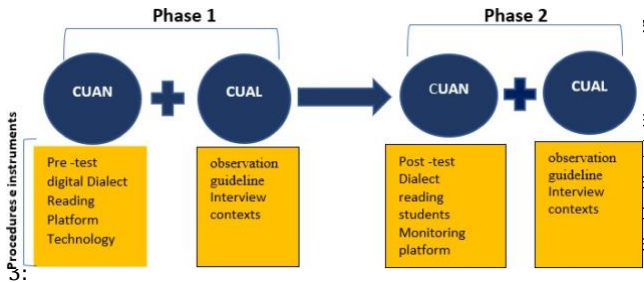 Phase 1
Phase 2
CUAN
CUAL
CUAN
CUAL
Procedures e instruments
Pre -test
digital Dialect
Reading
Platform
Technology
observation
guideline
Interview
contexts
Post -test
Dialect
reading
students
Monitoring
platform
observation
guideline
Interview
contexts
3: